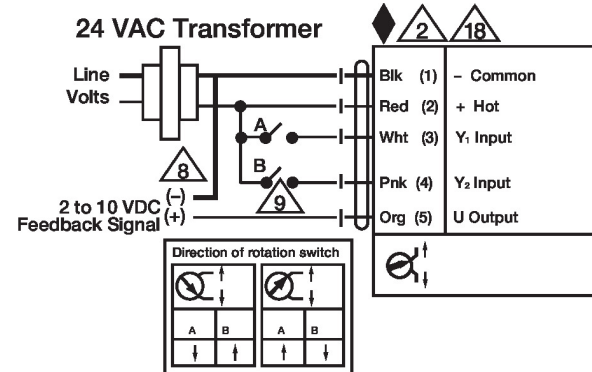 24 VAC Transformer
2 18
Line
Volts
Blk (1) – Common
Red (2) + Hot
A
Wht (3) Y₁ Input
B
Pnk (4) Y₂ Input
8
9
(–)
2 to 10 VDC
Feedback Signal (+)
Org (5) U Output
Direction of rotation switch
A B A B